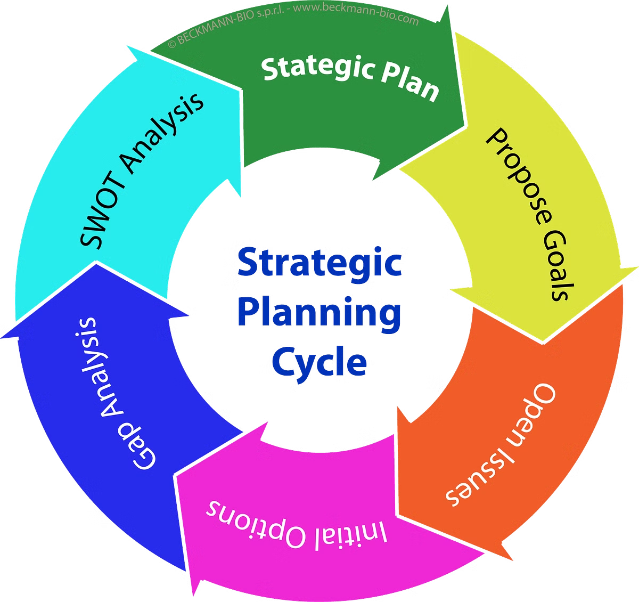 © BECKMANN-BIO s.p.r.l. - www.beckmann-bio.com
Stategic Plan
Propose Goals
Open Issues
Initial Options
Gap Analysis
SWOT Analysis
Strategic
Planning
Cycle